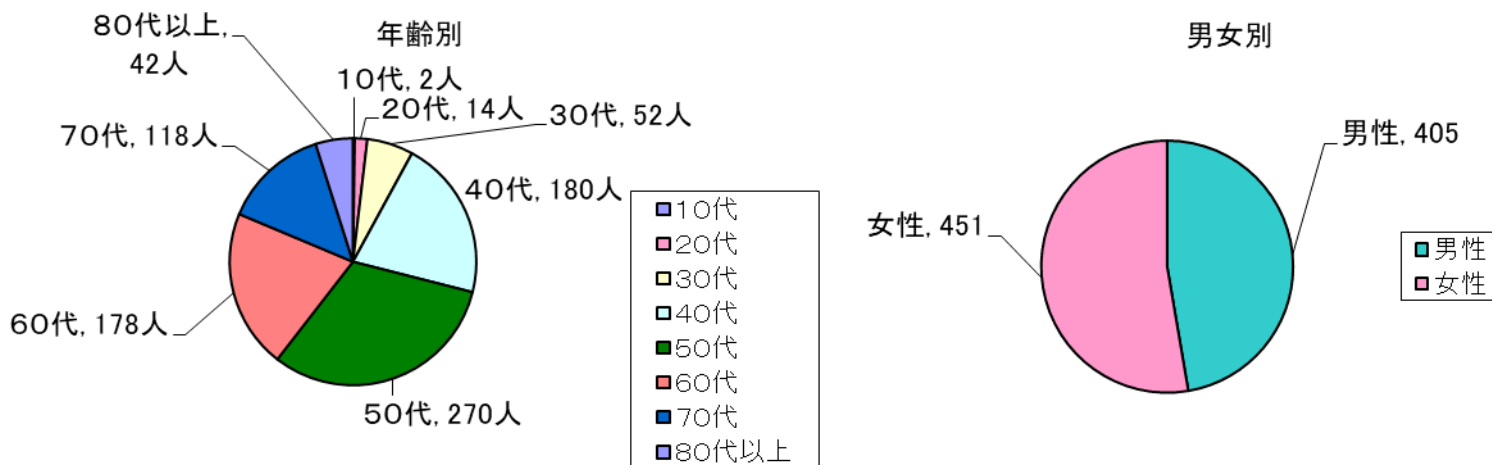 年齢別
80代以上,
42人
10代, 2人
20代, 14人
30代, 52人
70代, 118人
40代, 180人
60代, 178人
50代, 270人
10代
20代
30代
40代
50代
60代
70代
80代以上
男女別
男性, 405
女性, 451
男性
女性